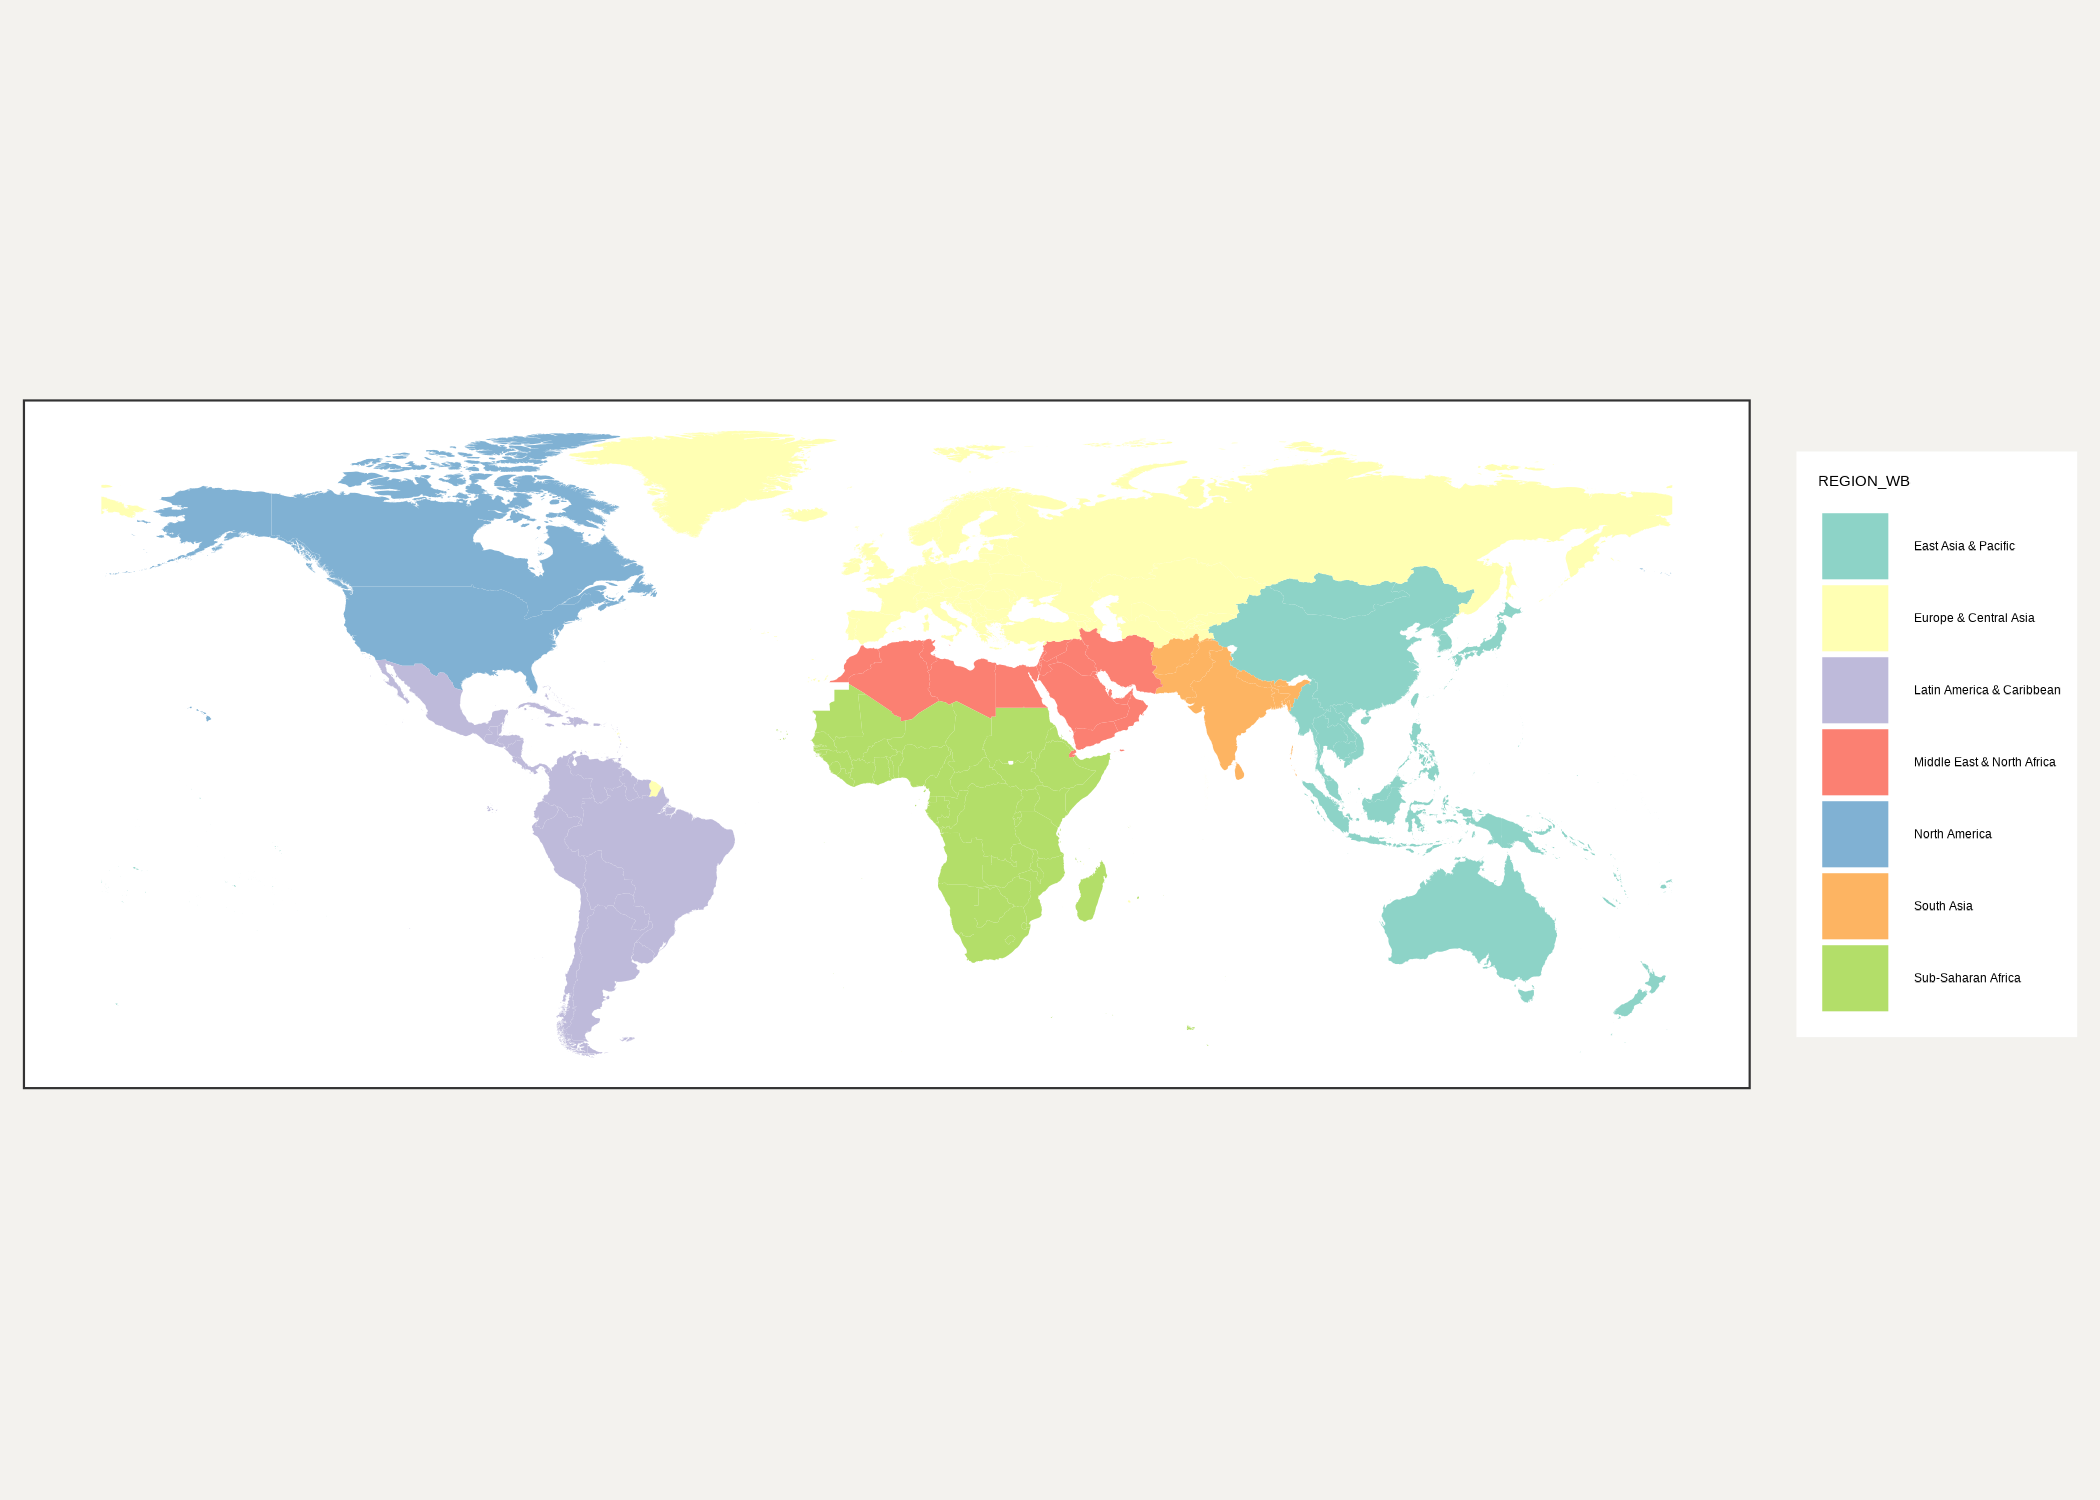 REGION_WB
East Asia & Pacific
Europe & Central Asia
Latin America & Caribbean
Middle East & North Africa
North America
South Asia
Sub-Saharan Africa